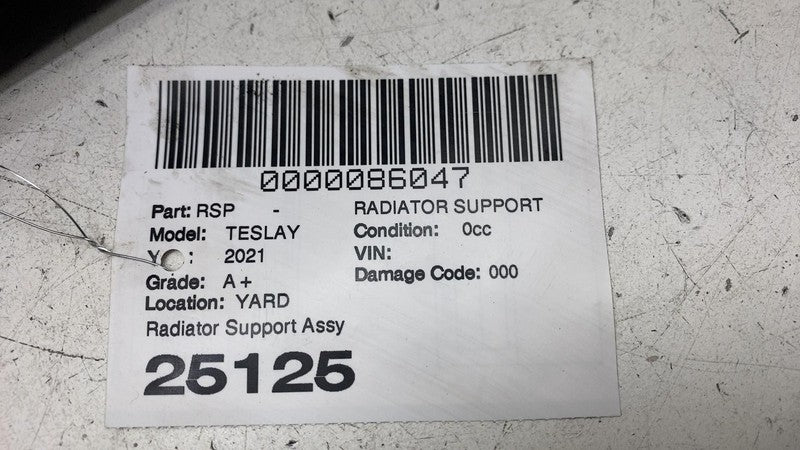 0000086047
Part: RSP - RADIATOR SUPPORT
Model: TESLAY Condition: 0cc
Y : 2021 VIN:
Grade: A+ Damage Code: 000
Location: YARD
Radiator Support Assy
25125